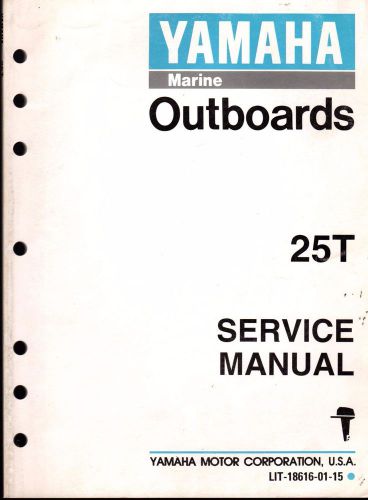 YAMAHA
Marine
Outboards
25T
SERVICE
MANUAL
YAMAHA MOTOR CORPORATION, U.S.A.
LIT-18616-01-15